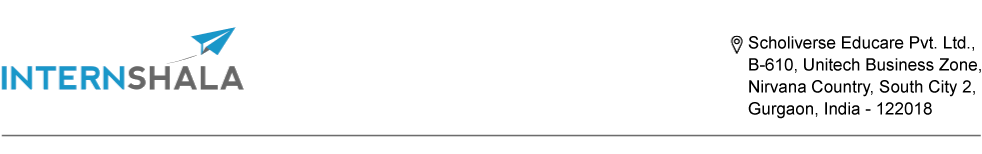 INTERNSHALA
Scholiverse Educare Pvt. Ltd.,
B-610, Unitech Business Zone,
Nirvana Country, South City 2,
Gurgaon, India - 122018